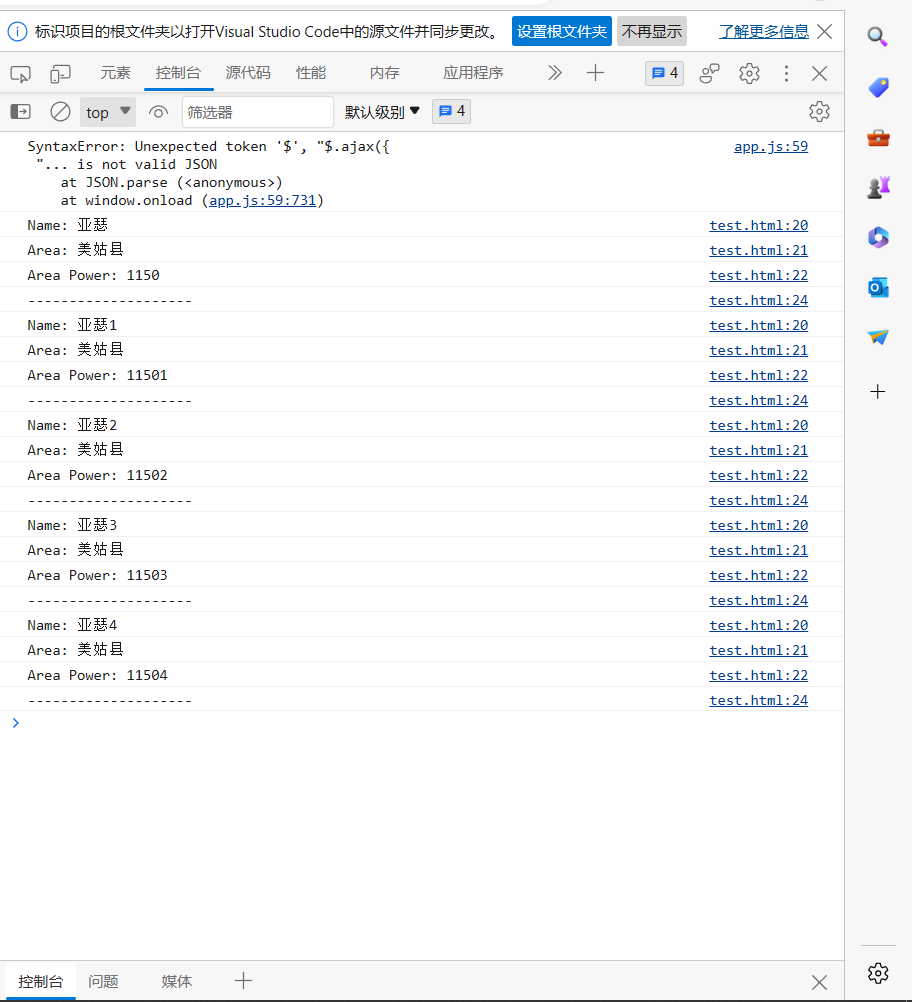 标识项目的根文件夹以打开Visual Studio Code中的源文件并同步更改。 设置根文件夹 不再显示 了解更多信息
元素 控制台 源代码 性能 内存 应用程序 4
top 筛选器 默认级别 4
SyntaxError: Unexpected token '$', "$.ajax({ app.js:59
"... is not valid JSON
at JSON.parse (<anonymous>)
at window.onload (app.js:59:731)
Name: 亚瑟 test.html:20
Area: 美姑县 test.html:21
Area Power: 1150 test.html:22
-------------------- test.html:24
Name: 亚瑟1 test.html:20
Area: 美姑县 test.html:21
Area Power: 11501 test.html:22
-------------------- test.html:24
Name: 亚瑟2 test.html:20
Area: 美姑县 test.html:21
Area Power: 11502 test.html:22
-------------------- test.html:24
Name: 亚瑟3 test.html:20
Area: 美姑县 test.html:21
Area Power: 11503 test.html:22
-------------------- test.html:24
Name: 亚瑟4 test.html:20
Area: 美姑县 test.html:21
Area Power: 11504 test.html:22
-------------------- test.html:24
控制台 问题 媒体